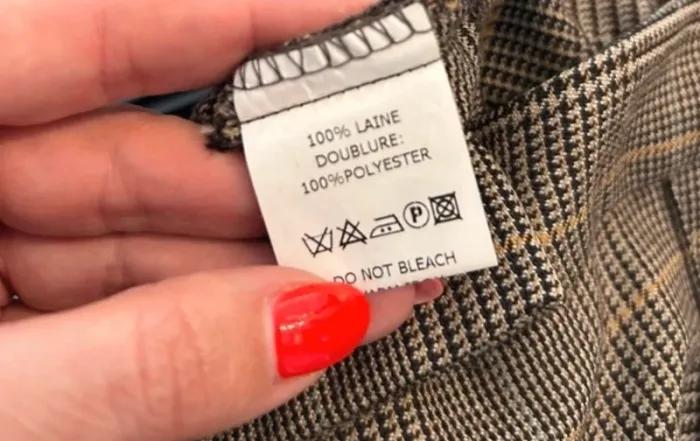 100% LAINE
DOUBLURE:
100%POLYESTER
P
DO NOT BLEACH